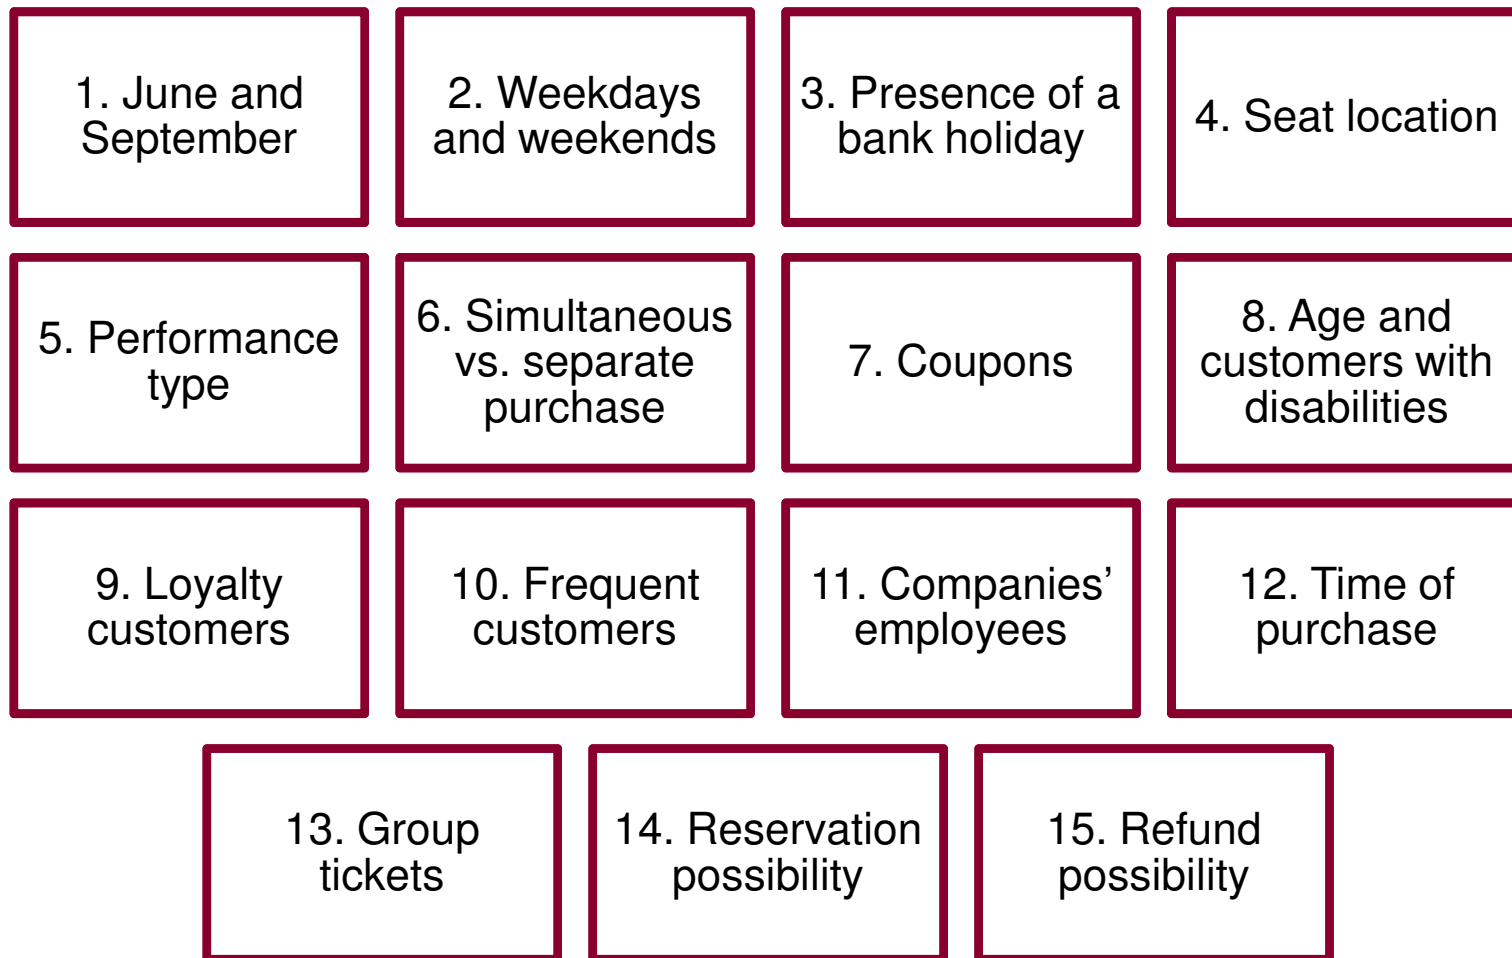 1. June and
September
2. Weekdays
and weekends
3. Presence of a
bank holiday
4. Seat location
5. Performance
type
6. Simultaneous
vs. separate
purchase
7. Coupons
8. Age and
customers with
disabilities
9. Loyalty
customers
10. Frequent
customers
11. Companies’
employees
12. Time of
purchase
13. Group
tickets
14. Reservation
possibility
15. Refund
possibility